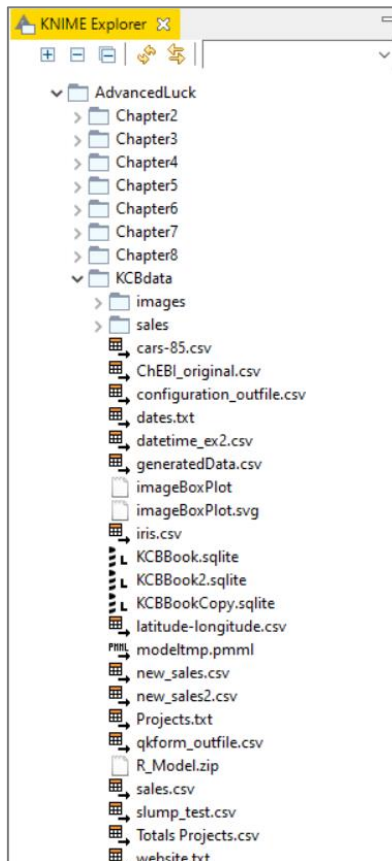 KNIME Explorer
AdvancedLuck
Chapter2
Chapter3
Chapter4
Chapter5
Chapter6
Chapter7
Chapter8
KCBdata
images
sales
cars-85.csv
ChEBI_original.csv
configuration_outfile.csv
dates.txt
datetime_ex2.csv
generatedData.csv
imageBoxPlot
imageBoxPlot.svg
iris.csv
L KCBBook.sqlite
L KCBBook2.sqlite
L KCBBookCopy.sqlite
latitude-longitude.csv
PMML modeltmp.pmml
new_sales.csv
new_sales2.csv
Projects.txt
qkform_outfile.csv
R_Model.zip
sales.csv
slump_test.csv
Totals Projects.csv
website.txt